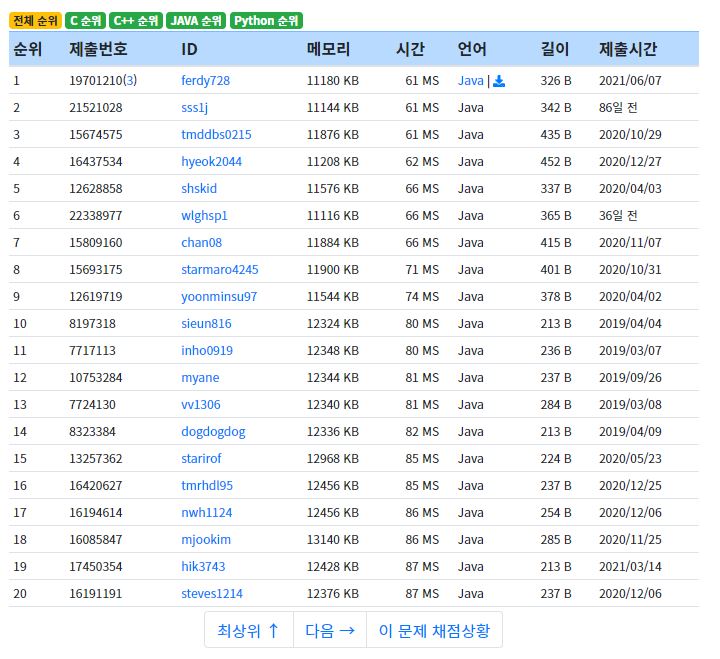 전체 순위 C 순위 C++ 순위 JAVA 순위 Python 순위
순위 제출번호 ID 메모리 시간 언어 길이 제출시간
1 19701210(3) ferdy728 11180 KB 61 MS Java | 326 B 2021/06/07
2 21521028 sss1j 11144 KB 61 MS Java 342 B 86일 전
3 15674575 tmddbs0215 11876 KB 61 MS Java 435 B 2020/10/29
4 16437534 hyeok2044 11208 KB 62 MS Java 452 B 2020/12/27
5 12628858 shskid 11576 KB 66 MS Java 337 B 2020/04/03
6 22338977 wlghsp1 11116 KB 66 MS Java 365 B 36일 전
7 15809160 chan08 11884 KB 66 MS Java 415 B 2020/11/07
8 15693175 starmaro4245 11900 KB 71 MS Java 401 B 2020/10/31
9 12619719 yoonminsu97 11544 KB 74 MS Java 378 B 2020/04/02
10 8197318 sieun816 12324 KB 80 MS Java 213 B 2019/04/04
11 7717113 inho0919 12348 KB 80 MS Java 236 B 2019/03/07
12 10753284 myane 12344 KB 81 MS Java 237 B 2019/09/26
13 7724130 vv1306 12340 KB 81 MS Java 284 B 2019/03/08
14 8323384 dogdogdog 12336 KB 82 MS Java 213 B 2019/04/09
15 13257362 starirof 12968 KB 85 MS Java 224 B 2020/05/23
16 16420627 tmrhdl95 12456 KB 85 MS Java 237 B 2020/12/25
17 16194614 nwh1124 12456 KB 86 MS Java 254 B 2020/12/06
18 16085847 mjookim 13140 KB 86 MS Java 285 B 2020/11/25
19 17450354 hik3743 12428 KB 87 MS Java 213 B 2021/03/14
20 16191191 steves1214 12376 KB 87 MS Java 237 B 2020/12/06
최상위 ↑ 다음 → 이 문제 채점상황